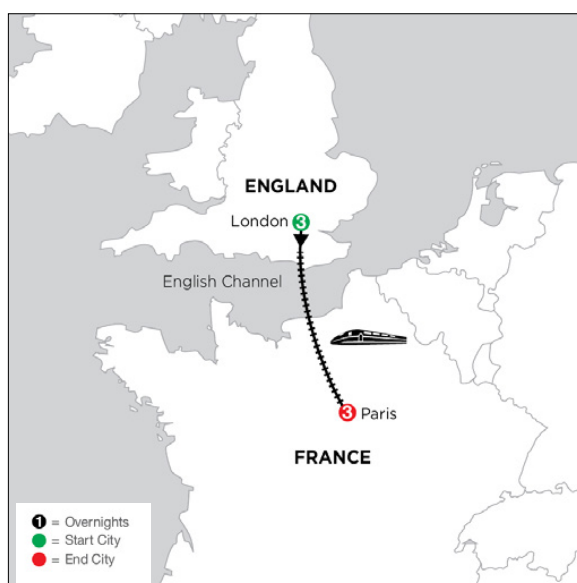 ENGLAND
London 3
English Channel
3 Paris
FRANCE
1 = Overnights
= Start City
= End City